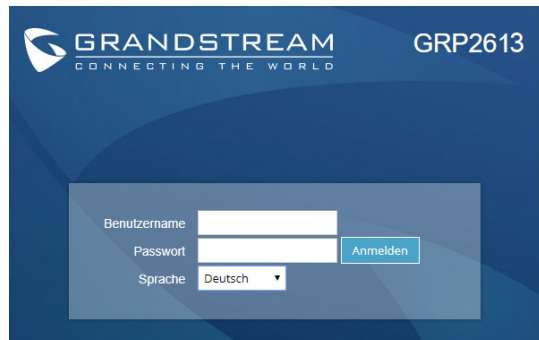 GRANDSTREAM
CONNECTING THE WORLD
GRP2613
Benutzername
Passwort
Anmelden
Sprache
Deutsch